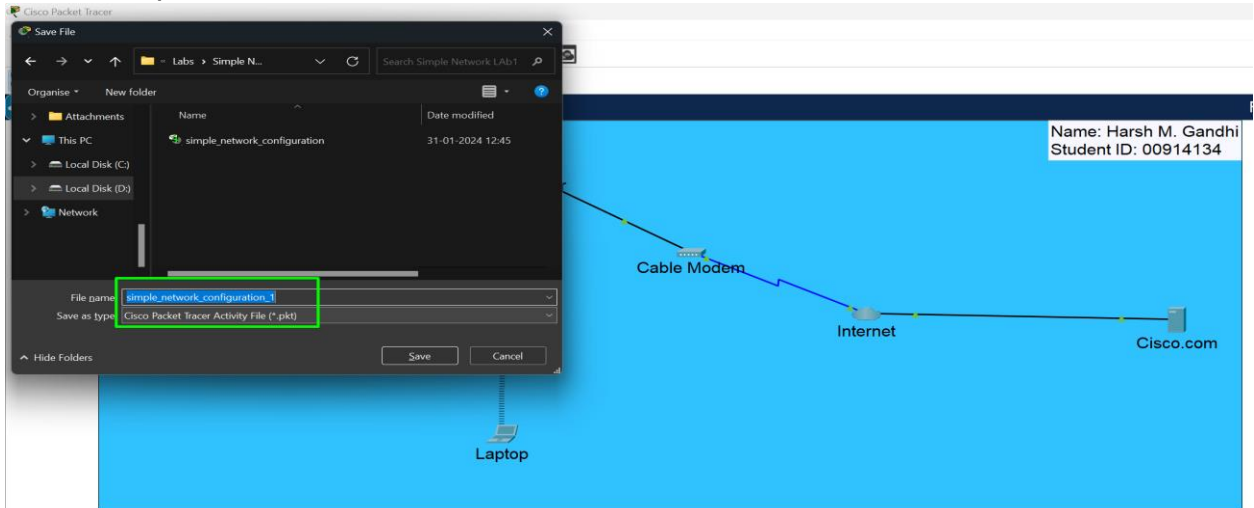 Cisco Packet Tracer
Save File
Labs › Simple N...
Search Simple Network LAb1
Organise
New folder
Attachments
Name
Date modified
This PC
simple_network_configuration
31-01-2024 12:45
Local Disk (C:)
Local Disk (D:)
Network
File name
simple_network_configuration_1
Save as type
Cisco Packet Tracer Activity File (*.pkt)
Hide Folders
Save
Cancel
Name: Harsh M. Gandhi
Student ID: 00914134
Cable Modem
Internet
Cisco.com
Laptop